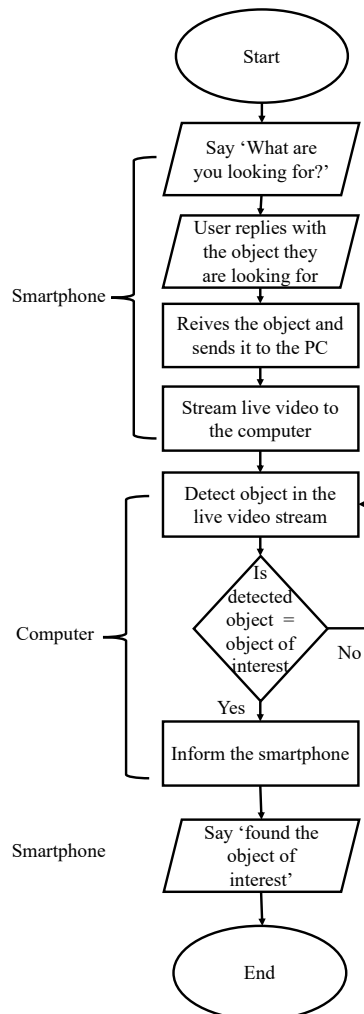 Start
Say ‘What are
you looking for?’
User replies with
the object they
are looking for
Smartphone
Reives the object and
sends it to the PC
Stream live video to
the computer
Detect object in the
live video stream
Is
detected
object =
object of
interest
Computer
No
Yes
Inform the smartphone
Smartphone
Say ‘found the
object of
interest’
End